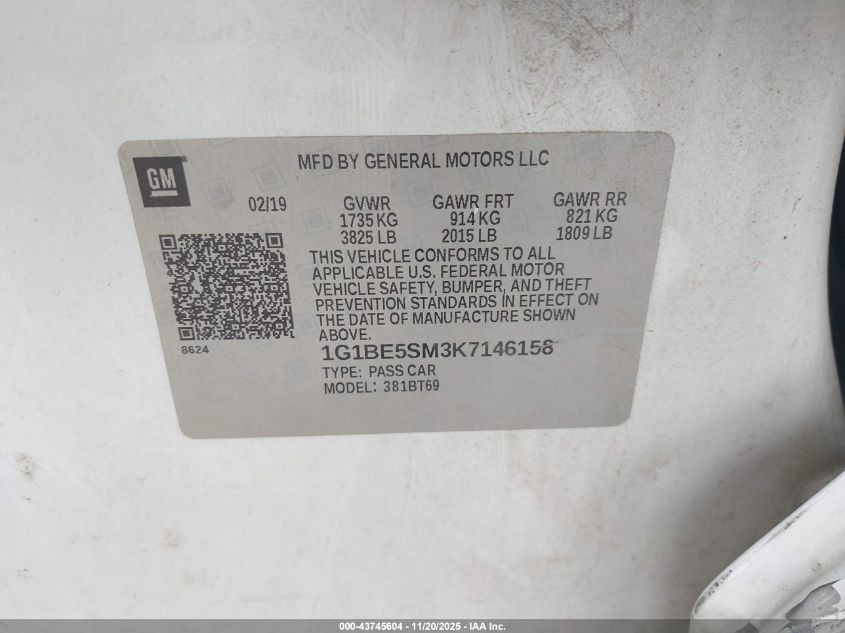 MFD BY GENERAL MOTORS LLC
GM
02/19 GVWR GAWR FRT GAWR RR
1735 KG 914 KG 821 KG
3825 LB 2015 LB 1809 LB
THIS VEHICLE CONFORMS TO ALL
APPLICABLE U.S. FEDERAL MOTOR
VEHICLE SAFETY, BUMPER, AND THEFT
PREVENTION STANDARDS IN EFFECT ON
THE DATE OF MANUFACTURE SHOWN
ABOVE.
8624
1G1BE5SM3K7146158
TYPE: PASS CAR
MODEL: 381BT69
000-43745604 - 11/20/2025 - IAA Inc.